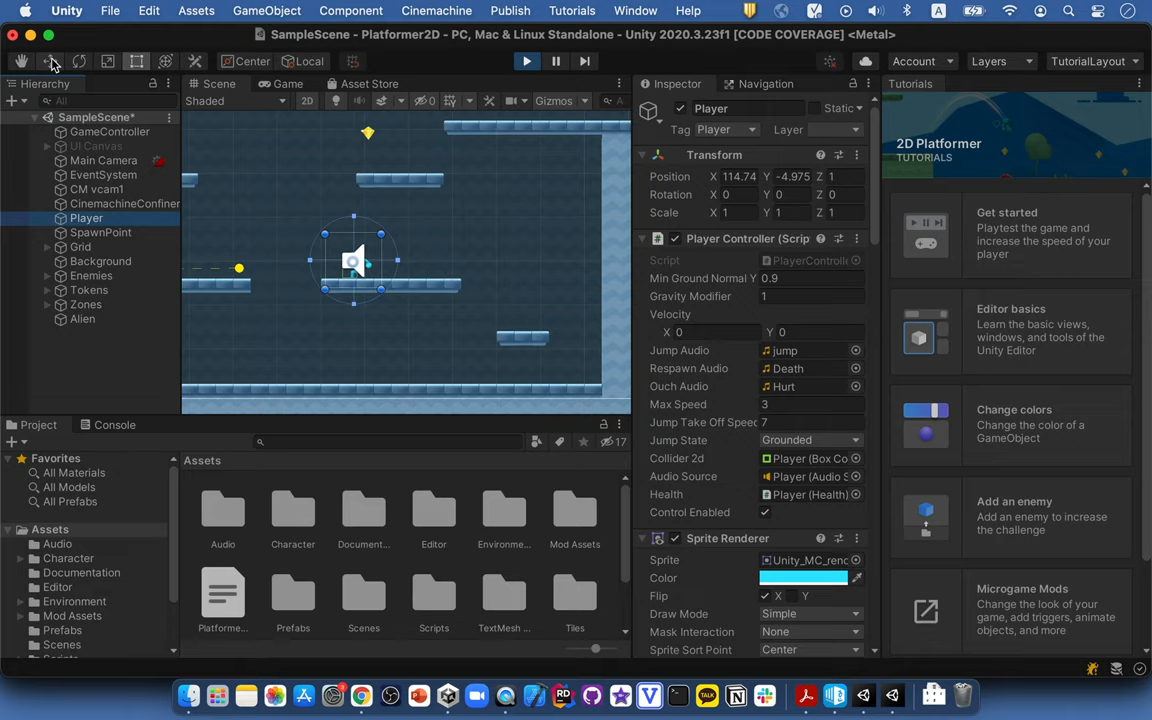 Unity File Edit Assets GameObject Component Cinemachine Publish Tutorials Window Help A
SampleScene - Platformer2D - PC, Mac & Linux Standalone - Unity 2020.3.23f1 [CODE COVERAGE] <Metal>
Center Local Account Layers TutorialLayout
Hierarchy Scene Game Asset Store Inspector Navigation Tutorials
All Shaded 2D 0 Gizmos
SampleScene*
GameController
UI Canvas
Main Camera
EventSystem
CM vcam1
CinemachineConfiner
Player
SpawnPoint
Grid
Background
Enemies
Tokens
Zones
Alien
Player Static
Tag Player Layer
Transform
Position X 114.74 Y -4.975 Z 1
Rotation X 0 Y 0 Z 0
Scale X 1 Y 1 Z 1
Player Controller (Scrip
Script PlayerControlle
Min Ground Normal Y 0.9
Gravity Modifier 1
Velocity
X 0 Y 0
Jump Audio jump
Respawn Audio Death
Ouch Audio Hurt
Max Speed 3
Jump Take Off Speed 7
Jump State Grounded
Collider 2d Player (Box Co
Audio Source Player (Audio S
Health Player (Health)
Control Enabled
Sprite Renderer
Sprite Unity_MC_renc
Color
Flip X Y
Draw Mode Simple
Mask Interaction None
Sprite Sort Point Center
2D Platformer
TUTORIALS
Get started
Playtest the game and
increase the speed of your
player
Editor basics
Learn the basic views,
windows, and tools of the
Unity Editor
Change colors
Change the color of a
GameObject
Add an enemy
Add an enemy to increase
the challenge
Microgame Mods
Change the look of your
game, add triggers, animate
objects, and more
Project Console
17
Favorites
All Materials
All Models
All Prefabs
Assets
Audio
Character
Documentation
Editor
Environment
Mod Assets
Prefabs
Scenes
Assets
Audio Character Document... Editor Environme... Mod Assets
Platforme... Prefabs Scenes Scripts TextMesh ... Tiles